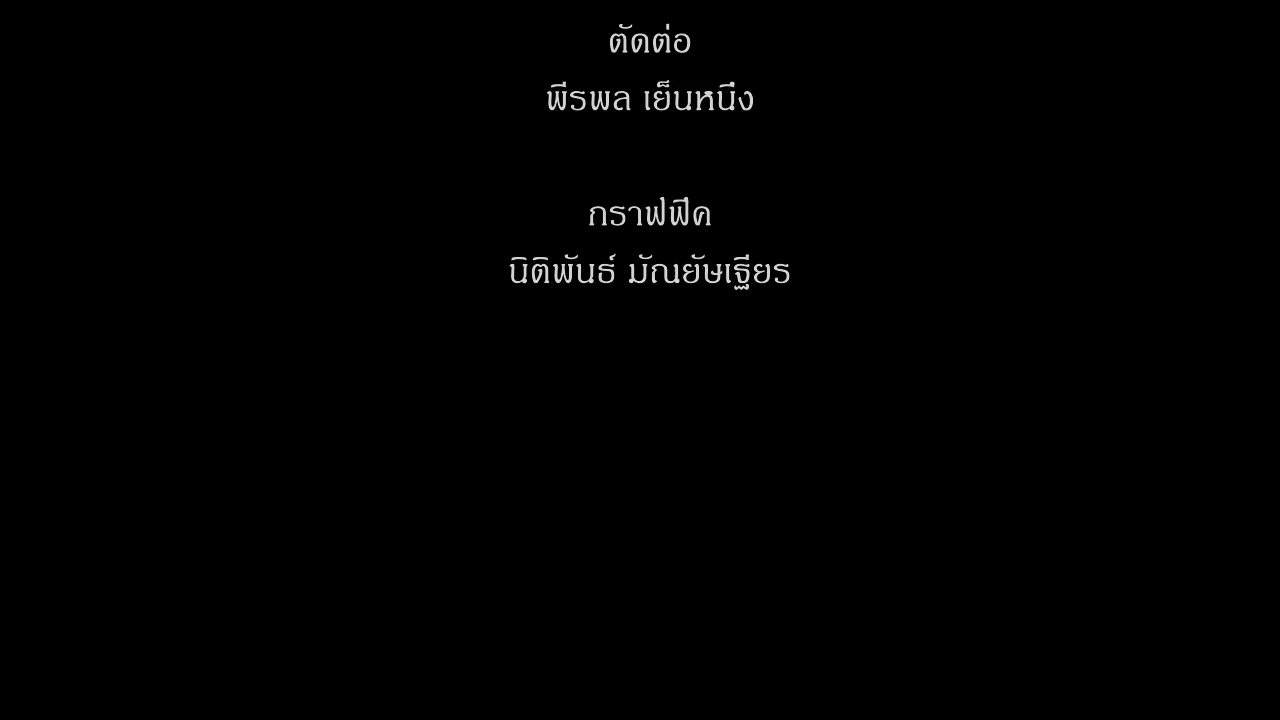 ตัดต่อ
พีรพล เย็นหนึ่ง
กราฟฟิค
นิติพันธ์ มัณยัษเฐียร